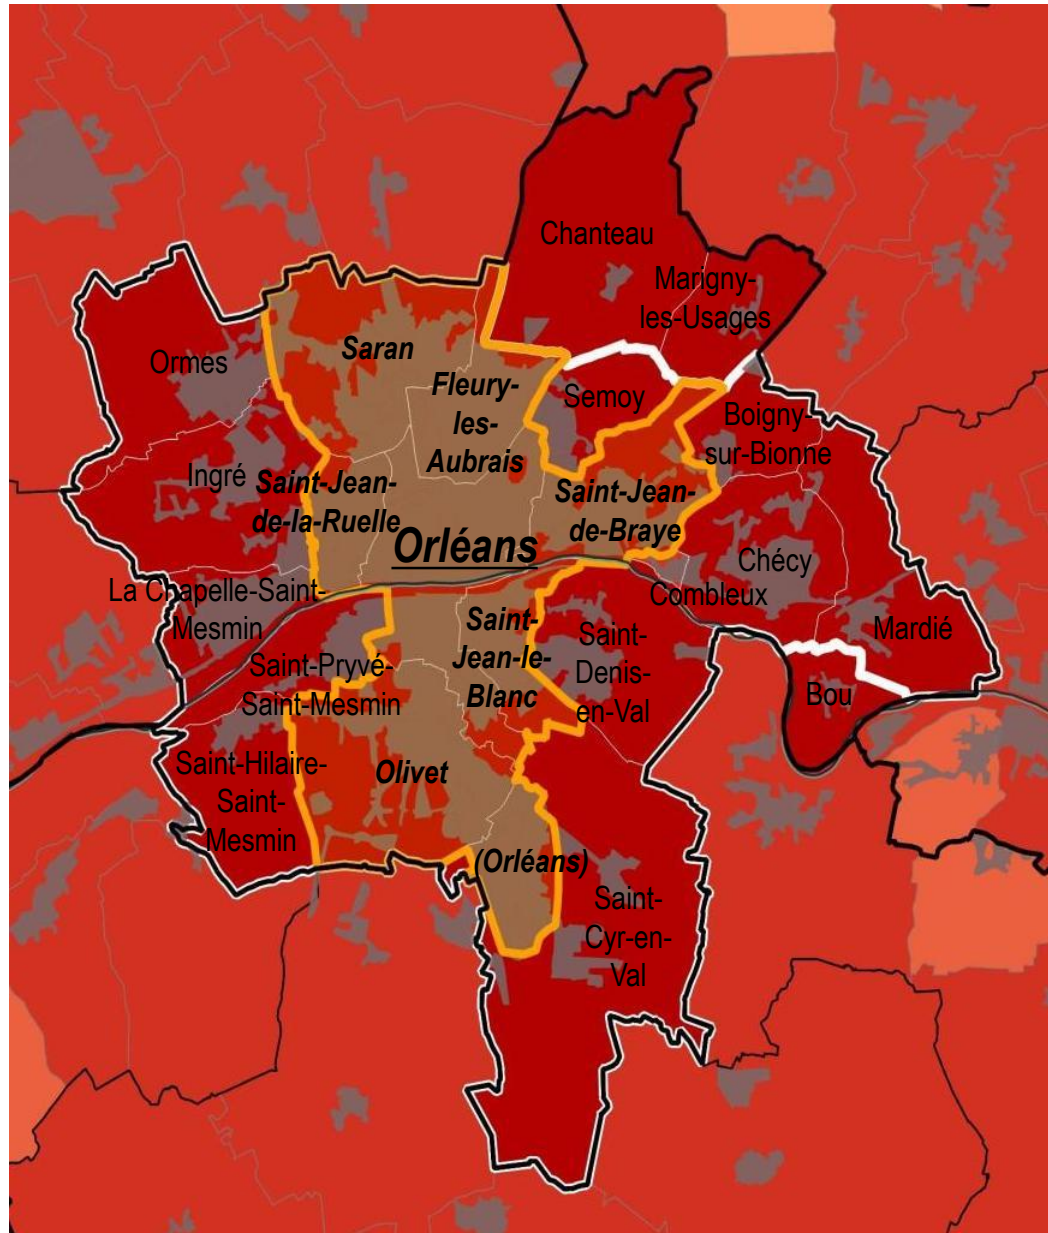 Chanteau
Marigny-
les-Usages
Ormes
Saran
Fleury-
les-
Aubrais
Semoy
Boigny-
sur-Bionne
Ingré
Saint-Jean-
de-la-Ruelle
Saint-Jean-
de-Braye
Orléans
Chécy
Combleux
La Chapelle-Saint-
Mesmin
Mardié
Saint-
Jean-le-
Blanc
Saint-
Denis-
en-Val
Saint-Pryvé-
Saint-Mesmin
Bou
Saint-Hilaire-
Saint-
Mesmin
Olivet
(Orléans)
Saint-
Cyr-en-
Val